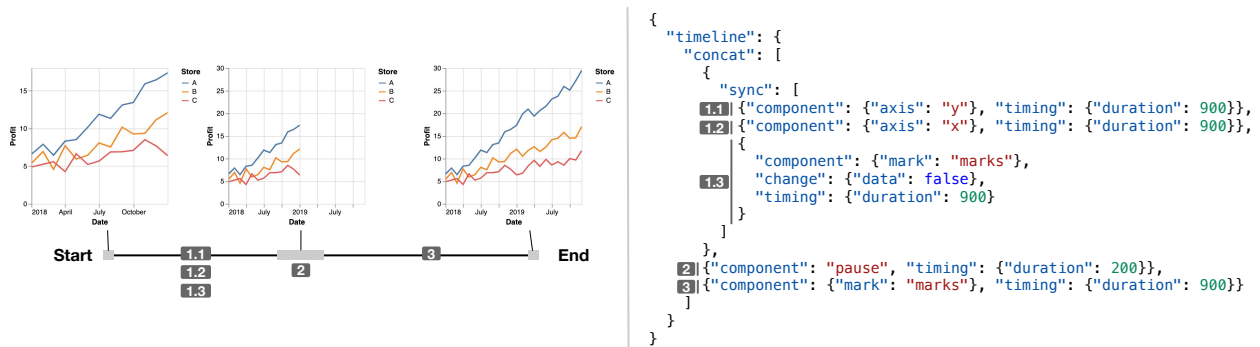 Store
A
B
C
15
10
5
0
Profit
2018 April July October
Date
Store
A
B
C
30
25
20
15
10
5
0
Profit
2018 July 2019 July
Date
Store
A
B
C
30
25
20
15
10
5
0
Profit
2018 July 2019 July
Date
Start 1.1 3 End
1.2 2
1.3
{
"timeline": {
"concat": [
{
"sync": [
1.1 {"component": {"axis": "y"}, "timing": {"duration": 900}},
1.2 {"component": {"axis": "x"}, "timing": {"duration": 900}},
{
"component": {"mark": "marks"},
1.3 "change": {"data": false},
"timing": {"duration": 900}
}
]
},
2 {"component": "pause", "timing": {"duration": 200}},
3 {"component": {"mark": "marks"}, "timing": {"duration": 900}}
]
}
}